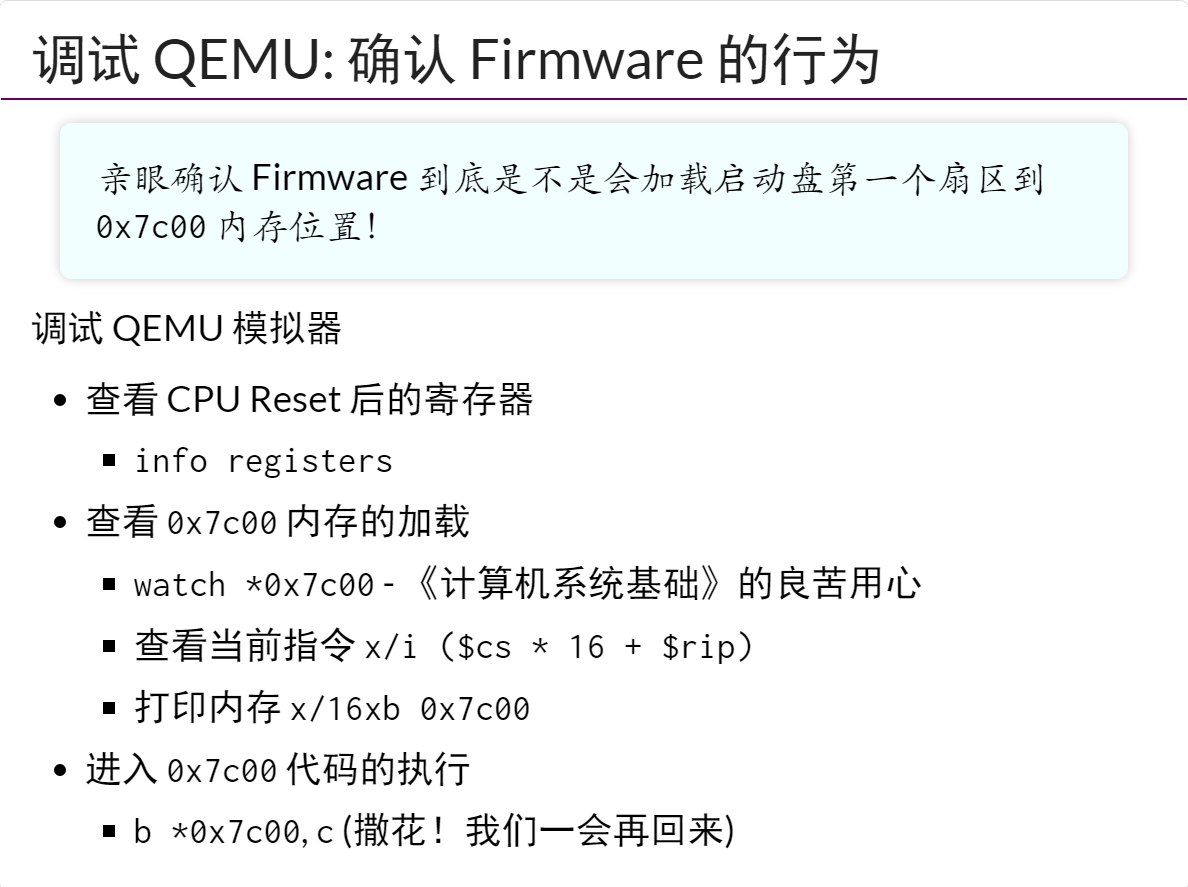 调试 QEMU: 确认 Firmware 的行为
亲眼确认 Firmware 到底是不是会加载启动盘第一个扇区到
0x7c00 内存位置！
调试 QEMU 模拟器
• 查看 CPU Reset 后的寄存器
▪ info registers
• 查看 0x7c00 内存的加载
▪ watch *0x7c00 - 《计算机系统基础》的良苦用心
▪ 查看当前指令 x/i ($cs * 16 + $rip)
▪ 打印内存 x/16xb 0x7c00
• 进入 0x7c00 代码的执行
▪ b *0x7c00, c (撒花！我们一会再回来)